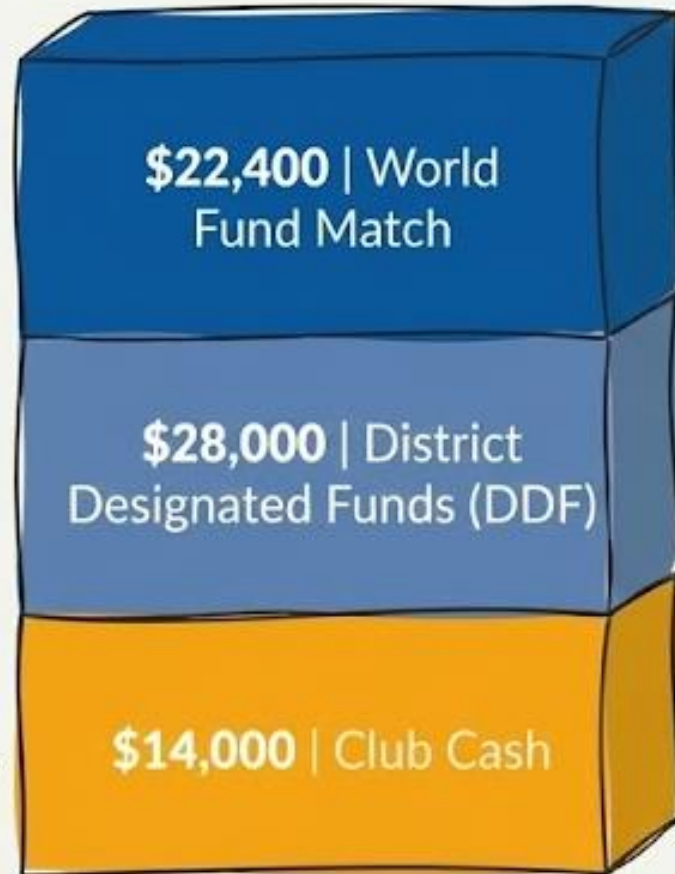 $22,400 | World
Fund Match
$28,000 | District
Designated Funds (DDF)
$14,000 | Club Cash